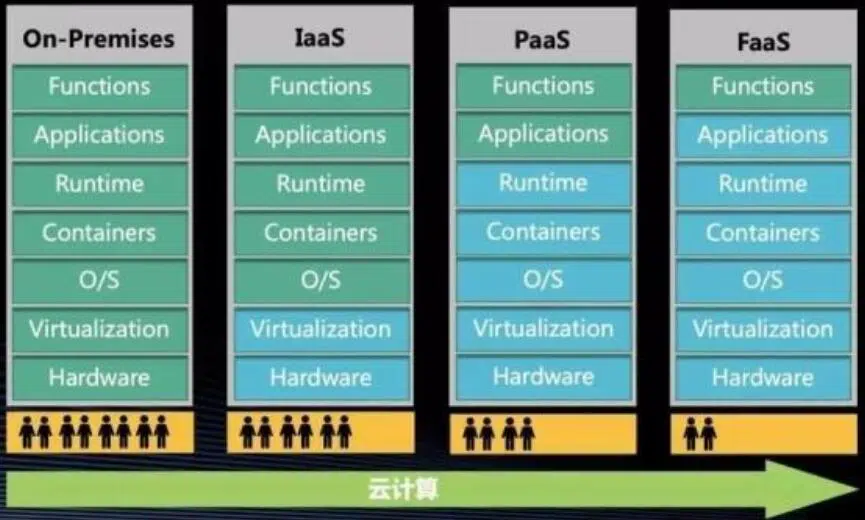 On-Premises
Functions
Applications
Runtime
Containers
O/S
Virtualization
Hardware
IaaS
Functions
Applications
Runtime
Containers
O/S
Virtualization
Hardware
PaaS
Functions
Applications
Runtime
Containers
O/S
Virtualization
Hardware
FaaS
Functions
Applications
Runtime
Containers
O/S
Virtualization
Hardware
云计算